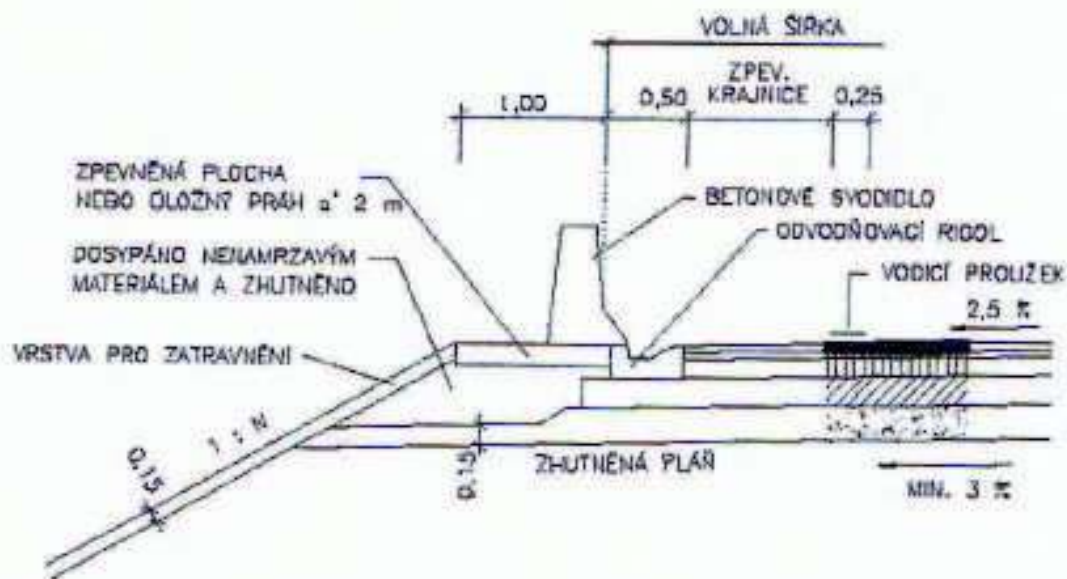 VOLNÁ ŠÍŘKA
ZPEV.
KRAJNICE
1,00
0,50
0,25
ZPEVNĚNÁ PLOCHA
NEBO ÚLOŽNÝ PRÁH a' 2 m
BETONOVÉ SVODIDLO
ODVODŇOVACÍ RIGOL
DOSYPÁNO NENAMRZAVÝM
MATERIÁLEM A ZHUTNĚNO
VODICÍ PROUŽEK
2,5 %
VRSTVA PRO ZATRAVNĚNÍ
1 : N
0,15
0,15
ZHUTNĚNÁ PLÁŇ
MIN. 3 %